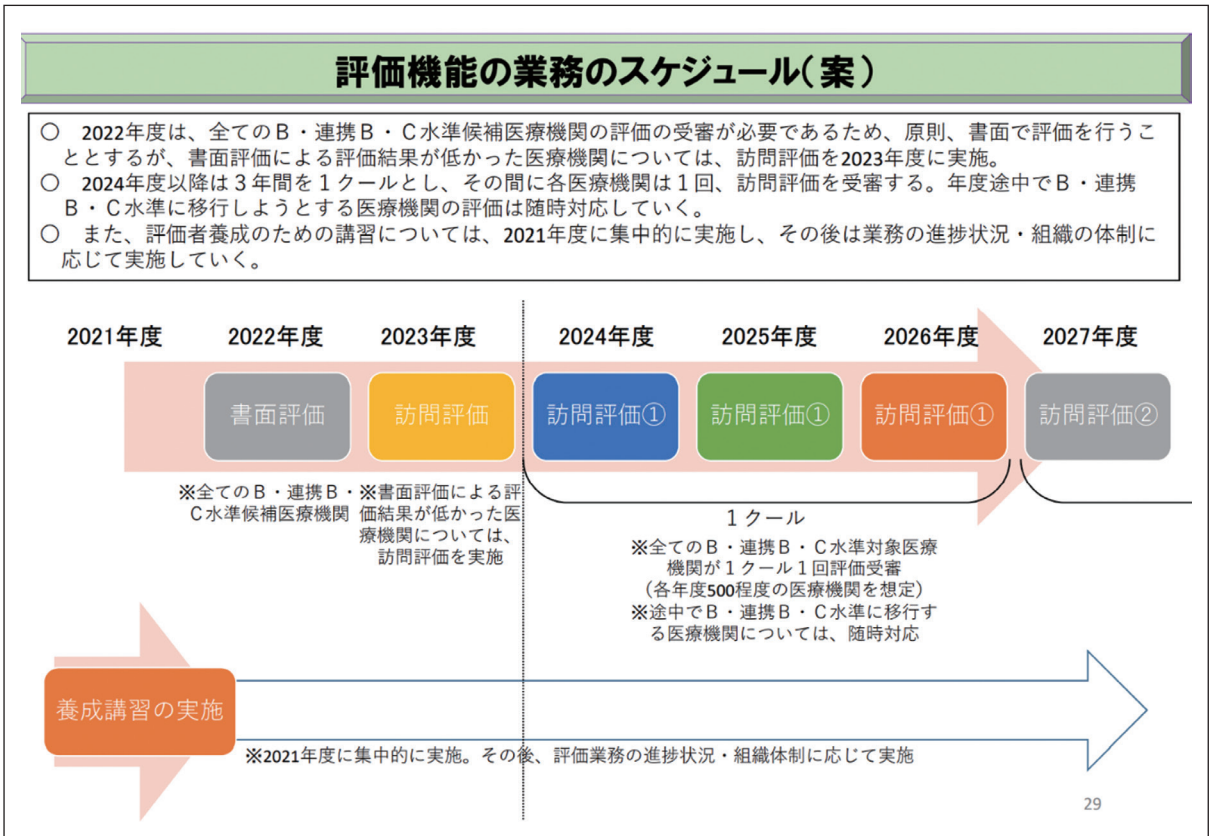 評価機能の業務のスケジュール(案)
○ 2022年度は、全てのB・連携B・C水準候補医療機関の評価の受審が必要であるため、原則、書面で評価を行うこ
ととするが、書面評価による評価結果が低かった医療機関については、訪問評価を2023年度に実施。
○ 2024年度以降は3年間を1クールとし、その間に各医療機関は1回、訪問評価を受審する。年度途中でB・連携
B・C水準に移行しようとする医療機関の評価は随時対応していく。
○ また、評価者養成のための講習については、2021年度に集中的に実施し、その後は業務の進捗状況・組織の体制に
応じて実施していく。
2021年度 2022年度 2023年度 2024年度 2025年度 2026年度 2027年度
書面評価 訪問評価 訪問評価① 訪問評価① 訪問評価① 訪問評価②
※全てのB・連携B・
C水準候補医療機関
※書面評価による評
価結果が低かった医
療機関については、
訪問評価を実施
1クール
※全てのB・連携B・C水準対象医療
機関が1クール1回評価受審
(各年度500程度の医療機関を想定)
※途中でB・連携B・C水準に移行す
る医療機関については、随時対応
養成講習の実施
※2021年度に集中的に実施。その後、評価業務の進捗状況・組織体制に応じて実施
29